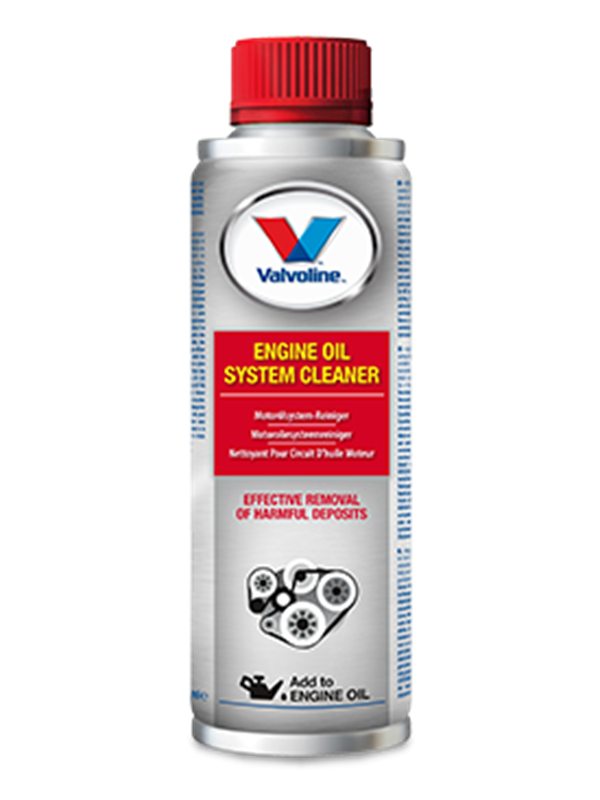 Valvoline™
ENGINE OIL
SYSTEM CLEANER
Motorölsystem-Reiniger
Motoroliesysteemreiniger
Nettoyant Pour Circuit D'huile Moteur
EFFECTIVE REMOVAL
OF HARMFUL DEPOSITS
Add to
ENGINE OIL